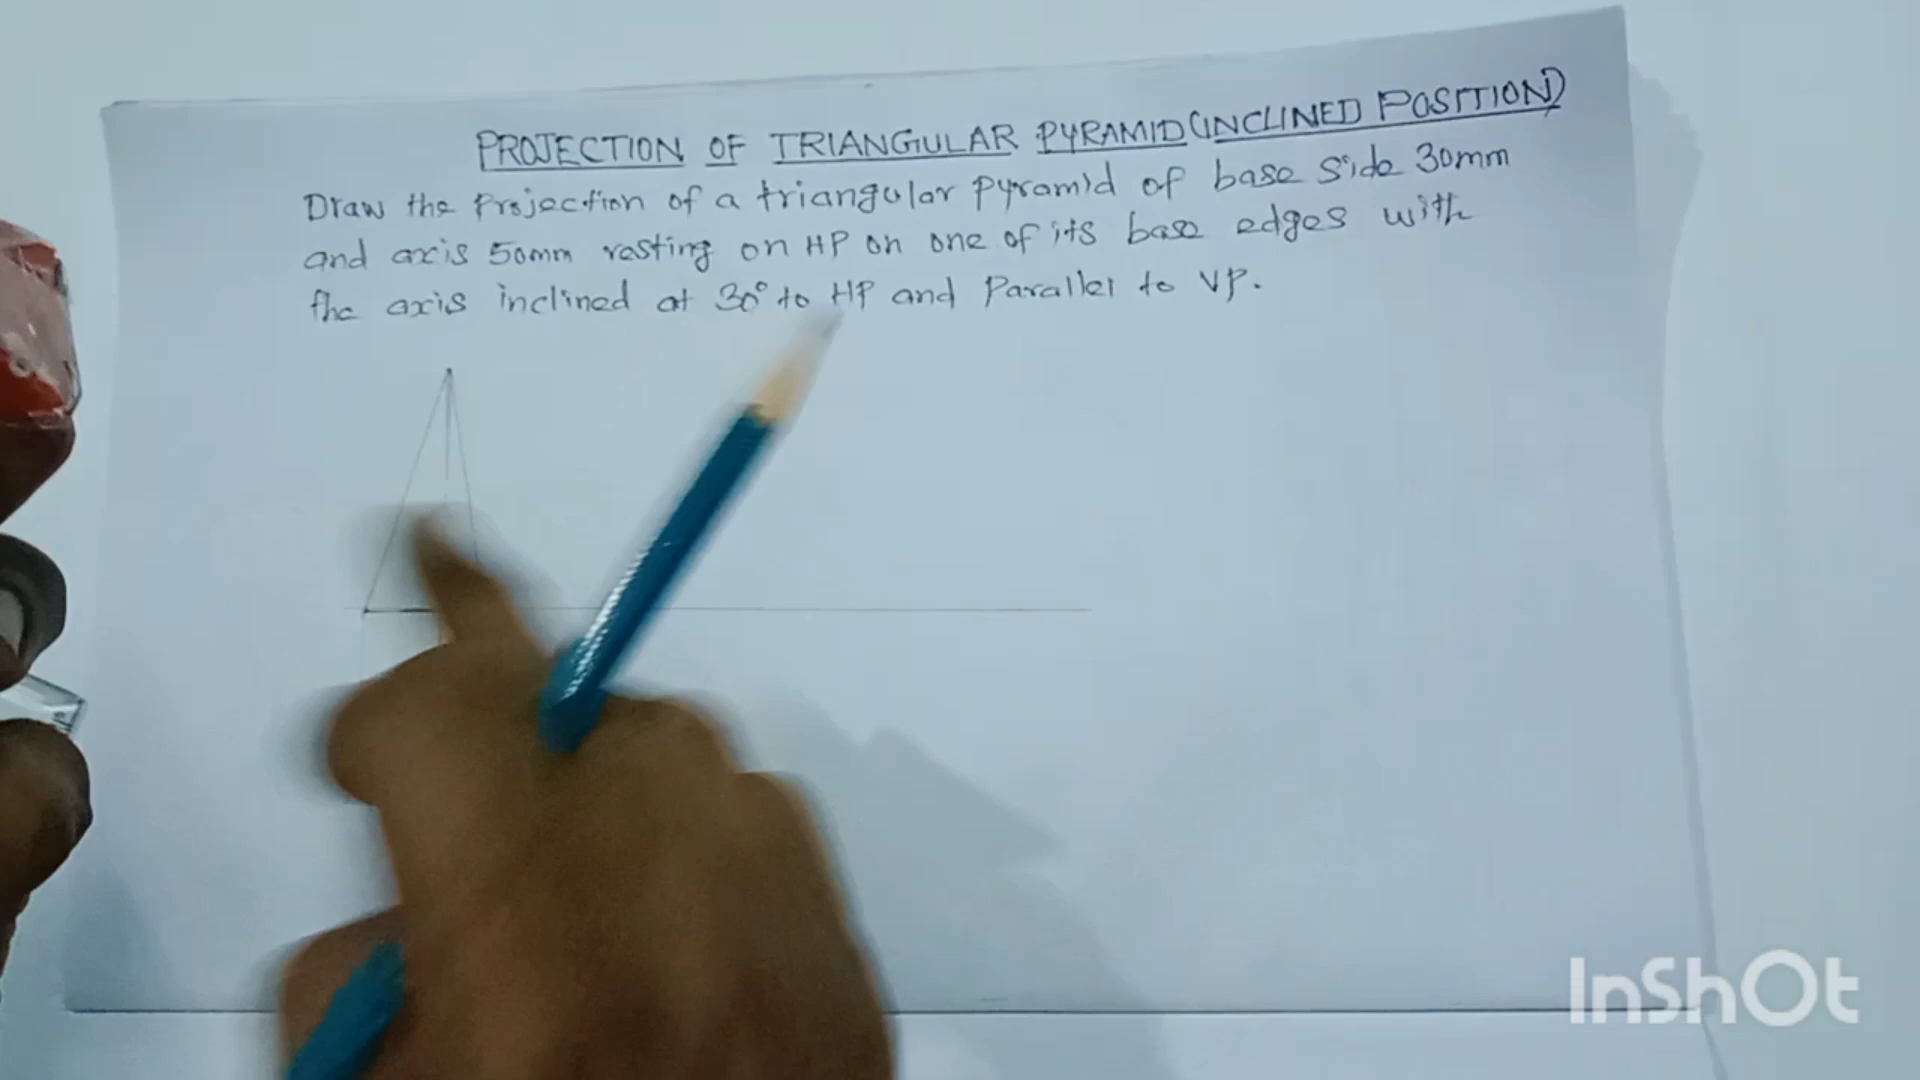 PROJECTION OF TRIANGULAR PYRAMID (INCLINED POSITION)
Draw the Projection of a triangular pyramid of base side 30mm
and axis 50mm resting on HP on one of its base edges with
the axis inclined at 30° to HP and Parallel to VP.
InShOt